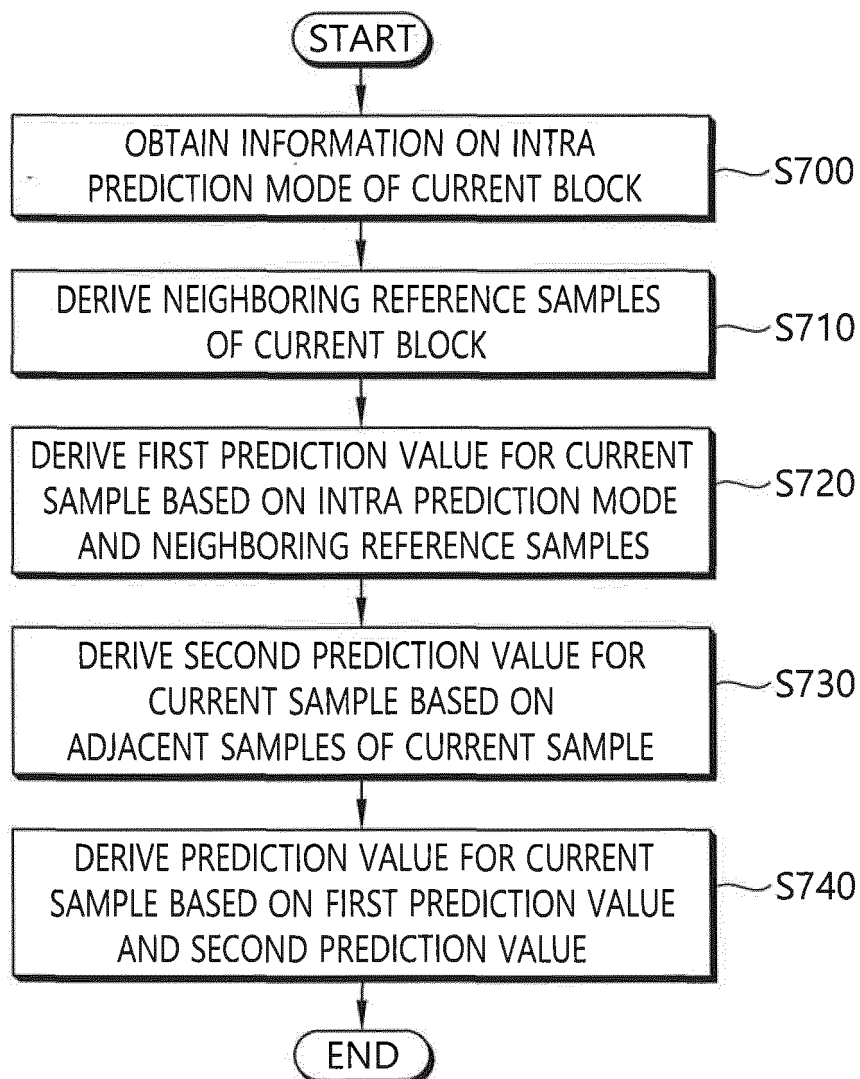 START
OBTAIN INFORMATION ON INTRA
PREDICTION MODE OF CURRENT BLOCK
S700
DERIVE NEIGHBORING REFERENCE SAMPLES
OF CURRENT BLOCK
S710
DERIVE FIRST PREDICTION VALUE FOR CURRENT
SAMPLE BASED ON INTRA PREDICTION MODE
AND NEIGHBORING REFERENCE SAMPLES
S720
DERIVE SECOND PREDICTION VALUE FOR
CURRENT SAMPLE BASED ON
ADJACENT SAMPLES OF CURRENT SAMPLE
S730
DERIVE PREDICTION VALUE FOR CURRENT
SAMPLE BASED ON FIRST PREDICTION VALUE
AND SECOND PREDICTION VALUE
S740
END